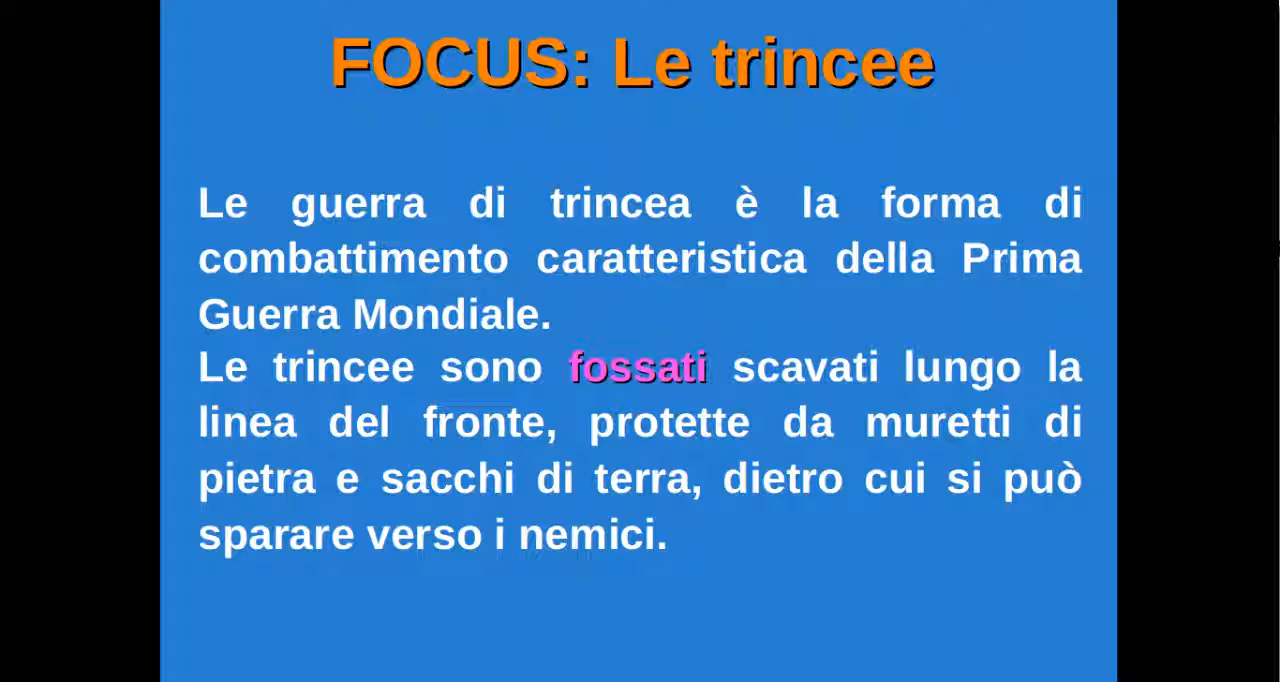 FOCUS: Le trincee
Le guerra di trincea è la forma di
combattimento caratteristica della Prima
Guerra Mondiale.
Le trincee sono fossati scavati lungo la
linea del fronte, protette da muretti di
pietra e sacchi di terra, dietro cui si può
sparare verso i nemici.